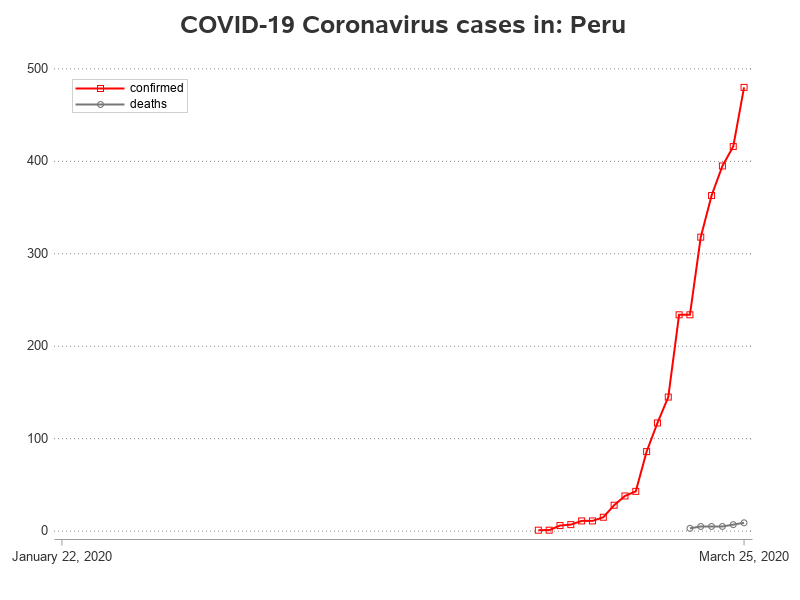 COVID-19 Coronavirus cases in: Peru
500
confirmed
deaths
400
300
200
100
0
January 22, 2020
March 25, 2020